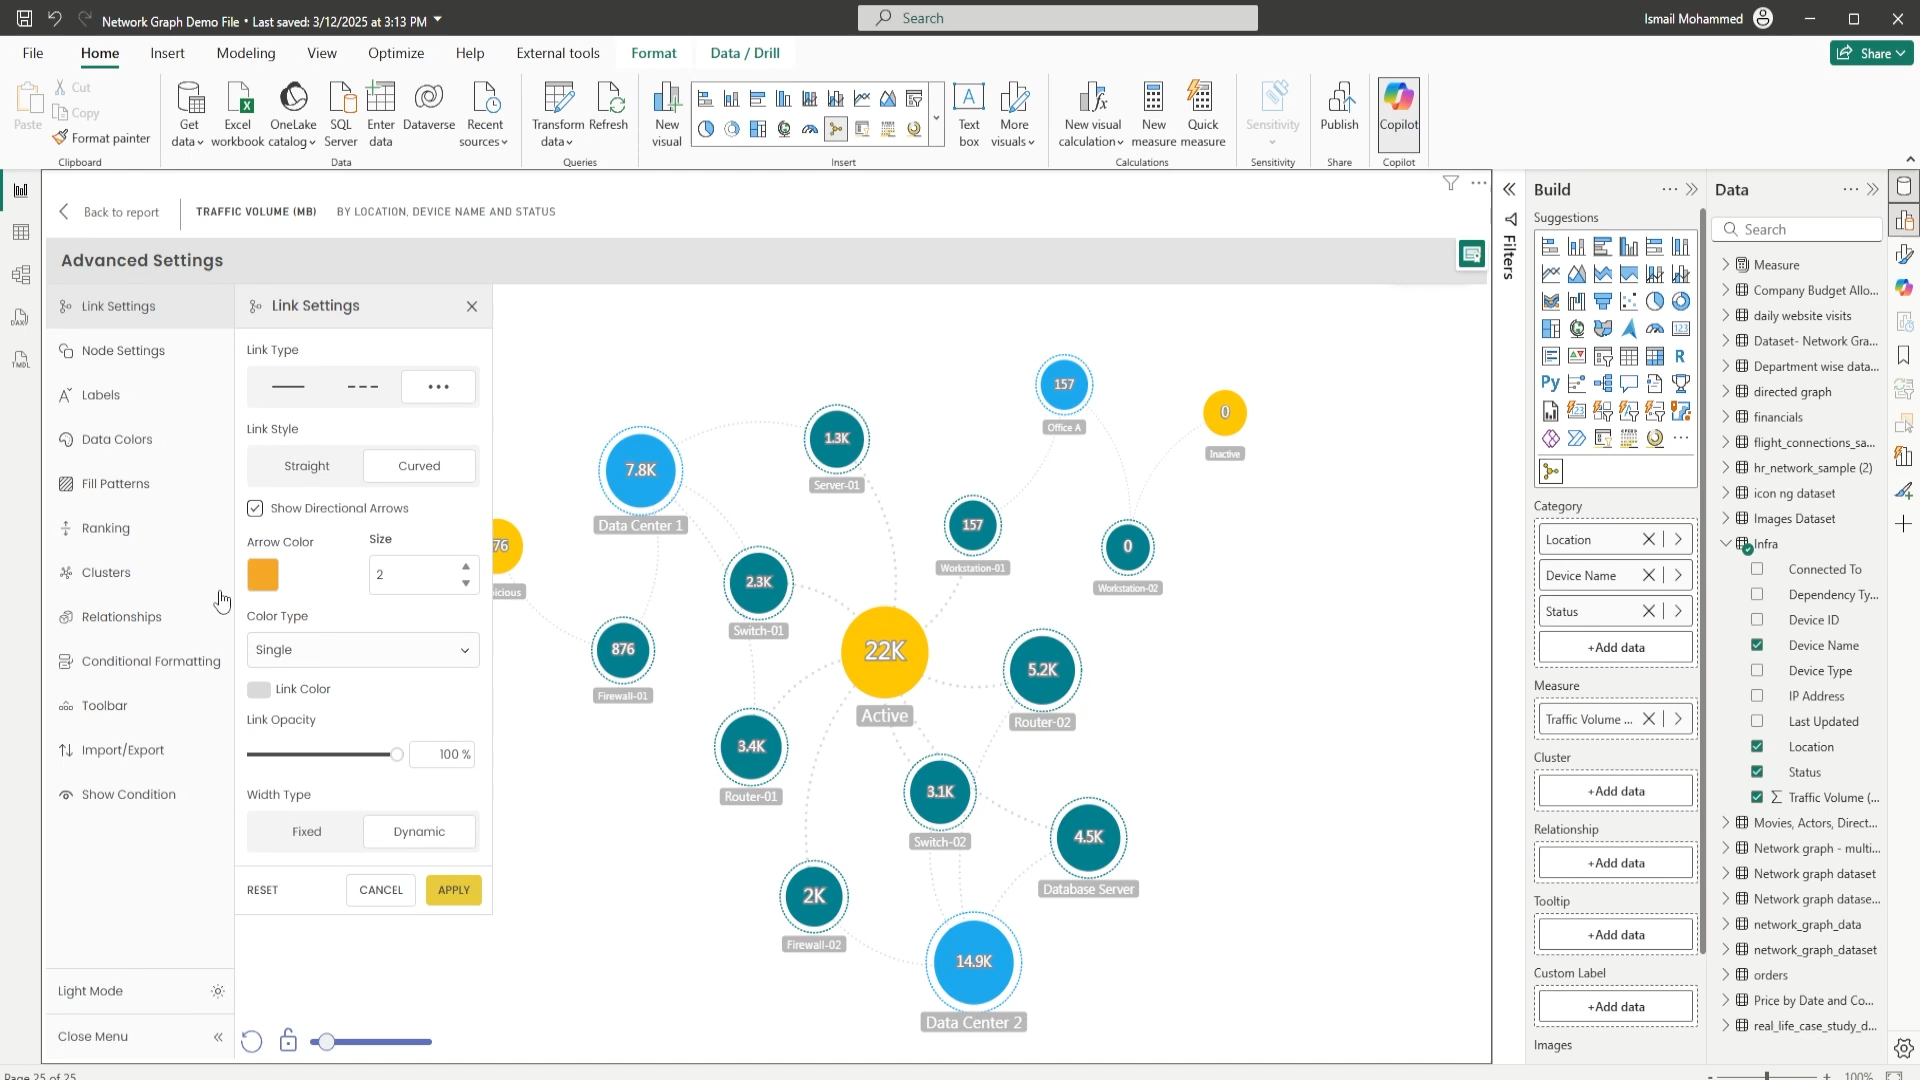 Network Graph Demo File • Last saved: 3/12/2025 at 3:13 PM
Search
Ismail Mohammed
File
Home
Insert
Modeling
View
Optimize
Help
External tools
Format
Data / Drill
Share
Paste
Cut
Copy
Format painter
Clipboard
Get data
Excel workbook
OneLake catalog
SQL Server
Enter data
Dataverse
Recent sources
Data
Transform data
Refresh
Queries
New visual
Text box
More visuals
Insert
New visual calculation
New measure
Quick measure
Calculations
Sensitivity
Sensitivity
Publish
Share
Copilot
Copilot
DAX
TMDL
Back to report
TRAFFIC VOLUME (MB) BY LOCATION, DEVICE NAME AND STATUS
Advanced Settings
Link Settings
Node Settings
Labels
Data Colors
Fill Patterns
Ranking
Clusters
Relationships
Conditional Formatting
Toolbar
Import/Export
Show Condition
Light Mode
Close Menu
Link Settings
Link Type
Link Style
Straight
Curved
Show Directional Arrows
Arrow Color
Size
2
Color Type
Single
Link Color
Link Opacity
100 %
Width Type
Fixed
Dynamic
RESET
CANCEL
APPLY
76
icious
7.8K
Data Center 1
1.3K
Server-01
157
Office A
0
Inactive
157
Workstation-01
0
Workstation-02
2.3K
Switch-01
876
Firewall-01
22K
Active
5.2K
Router-02
3.4K
Router-01
3.1K
Switch-02
4.5K
Database Server
2K
Firewall-02
14.9K
Data Center 2
Filters
Build
Suggestions
123
R
Py
Category
Location
Device Name
Status
+Add data
Measure
Traffic Volume ...
Cluster
+Add data
Relationship
+Add data
Tooltip
+Add data
Custom Label
+Add data
Images
Data
Search
Measure
Company Budget Allo...
daily website visits
Dataset- Network Gra...
Department wise data...
directed graph
financials
flight_connections_sa...
hr_network_sample (2)
icon ng dataset
Images Dataset
Infra
Connected To
Dependency Ty...
Device ID
Device Name
Device Type
IP Address
Last Updated
Location
Status
Traffic Volume (...
Movies, Actors, Direct...
Network graph - multi...
Network graph dataset
Network graph datase...
network_graph_data
network_graph_dataset
orders
Price by Date and Co...
real_life_case_study_d...
Page 25 of 25
100%